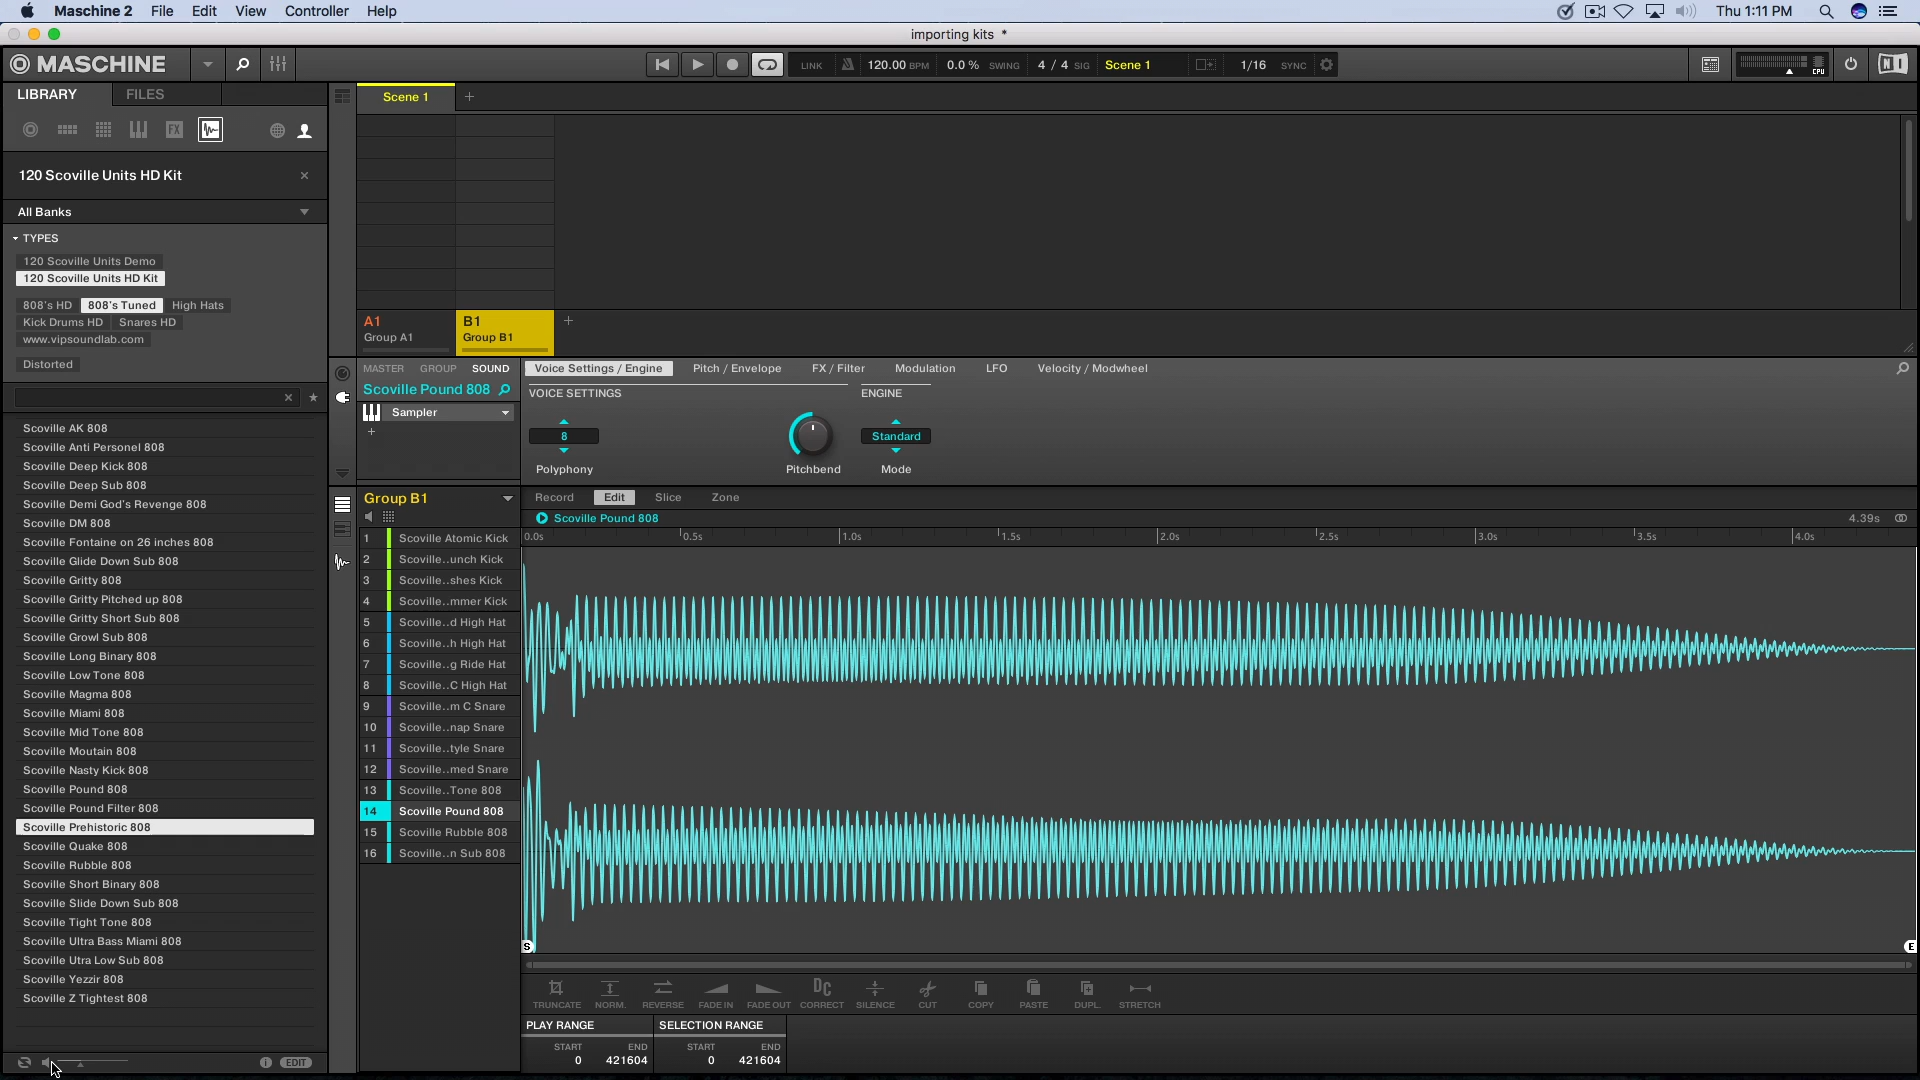 Maschine 2 File Edit View Controller Help Thu 1:11 PM
importing kits *
MASCHINE LINK 120.00 BPM 0.0 % SWING 4 / 4 SIG Scene 1 1/16 SYNC CPU NI
LIBRARY FILES
Scene 1 +
FX
120 Scoville Units HD Kit
All Banks
TYPES
120 Scoville Units Demo
120 Scoville Units HD Kit
808's HD 808's Tuned High Hats
Kick Drums HD Snares HD
www.vipsoundlab.com
Distorted
Scoville AK 808
Scoville Anti Personel 808
Scoville Deep Kick 808
Scoville Deep Sub 808
Scoville Demi God's Revenge 808
Scoville DM 808
Scoville Fontaine on 26 inches 808
Scoville Glide Down Sub 808
Scoville Gritty 808
Scoville Gritty Pitched up 808
Scoville Gritty Short Sub 808
Scoville Growl Sub 808
Scoville Long Binary 808
Scoville Low Tone 808
Scoville Magma 808
Scoville Miami 808
Scoville Mid Tone 808
Scoville Moutain 808
Scoville Nasty Kick 808
Scoville Pound 808
Scoville Pound Filter 808
Scoville Prehistoric 808
Scoville Quake 808
Scoville Rubble 808
Scoville Short Binary 808
Scoville Slide Down Sub 808
Scoville Tight Tone 808
Scoville Ultra Bass Miami 808
Scoville Utra Low Sub 808
Scoville Yezzir 808
Scoville Z Tightest 808
EDIT
A1 B1 +
Group A1 Group B1
MASTER GROUP SOUND
Scoville Pound 808
Sampler
+
Voice Settings / Engine Pitch / Envelope FX / Filter Modulation LFO Velocity / Modwheel
VOICE SETTINGS ENGINE
8 Standard
Polyphony Pitchbend Mode
Group B1
1 Scoville Atomic Kick
2 Scoville..unch Kick
3 Scoville..shes Kick
4 Scoville..mmer Kick
5 Scoville..d High Hat
6 Scoville..h High Hat
7 Scoville..g Ride Hat
8 Scoville..C High Hat
9 Scoville..m C Snare
10 Scoville..nap Snare
11 Scoville..tyle Snare
12 Scoville..med Snare
13 Scoville..Tone 808
14 Scoville Pound 808
15 Scoville Rubble 808
16 Scoville..n Sub 808
Record Edit Slice Zone
Scoville Pound 808 4.39s
0.0s 0.5s 1.0s 1.5s 2.0s 2.5s 3.0s 3.5s 4.0s
S E
DC
TRUNCATE NORM. REVERSE FADE IN FADE OUT CORRECT SILENCE CUT COPY PASTE DUPL. STRETCH
PLAY RANGE SELECTION RANGE
START END START END
0 421604 0 421604